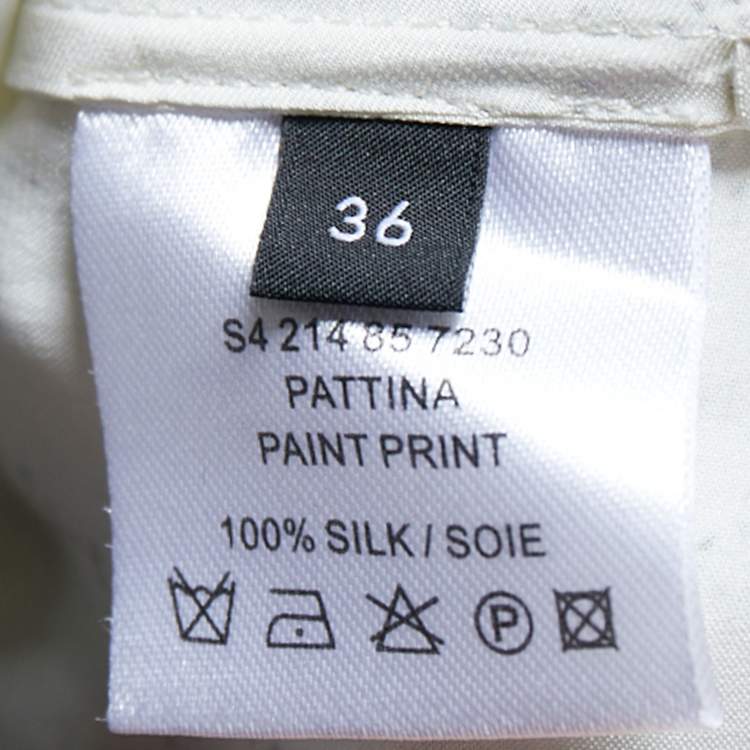 36
S4 214 85 7230
PATTINA
PAINT PRINT
100% SILK / SOIE
P